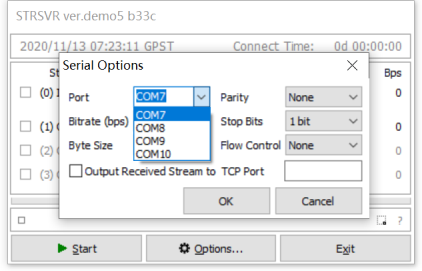 STRSVR ver.demo5 b33c
2020/11/13 07:23:11 GPST Connect Time: 0d 00:00:00
Bps
Serial Options
Port COM7 Parity None
COM7
COM8
COM9
COM10
Bitrate (bps) Stop Bits 1 bit
Byte Size Flow Control None
Output Received Stream to TCP Port
OK Cancel
(0) 0
(1) 0
(2) 0
(3) 0
?
Start Options... Exit